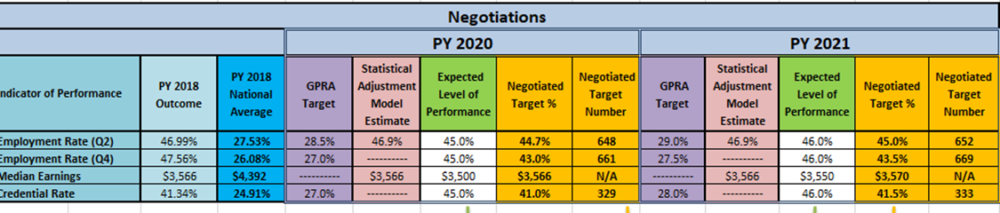 Negotiations
PY 2020 PY 2021
ndicator of Performance PY 2018 Outcome PY 2018 National Average GPRA Target Statistical Adjustment Model Estimate Expected Level of Performance Negotiated Target % Negotiated Target Number GPRA Target Statistical Adjustment Model Estimate Expected Level of Performance Negotiated Target % Negotiated Target Number
Employment Rate (Q2) 46.99% 27.53% 28.5% 46.9% 45.0% 44.7% 648 29.0% 46.9% 46.0% 45.0% 652
Employment Rate (Q4) 47.56% 26.08% 27.0% ---------- 45.0% 43.0% 661 27.5% ---------- 46.0% 43.5% 669
Median Earnings $3,566 $4,392 ---------- $3,566 $3,500 $3,566 N/A ---------- $3,566 $3,550 $3,570 N/A
Credential Rate 41.34% 24.91% 27.0% ---------- 45.0% 41.0% 329 28.0% ---------- 46.0% 41.5% 333